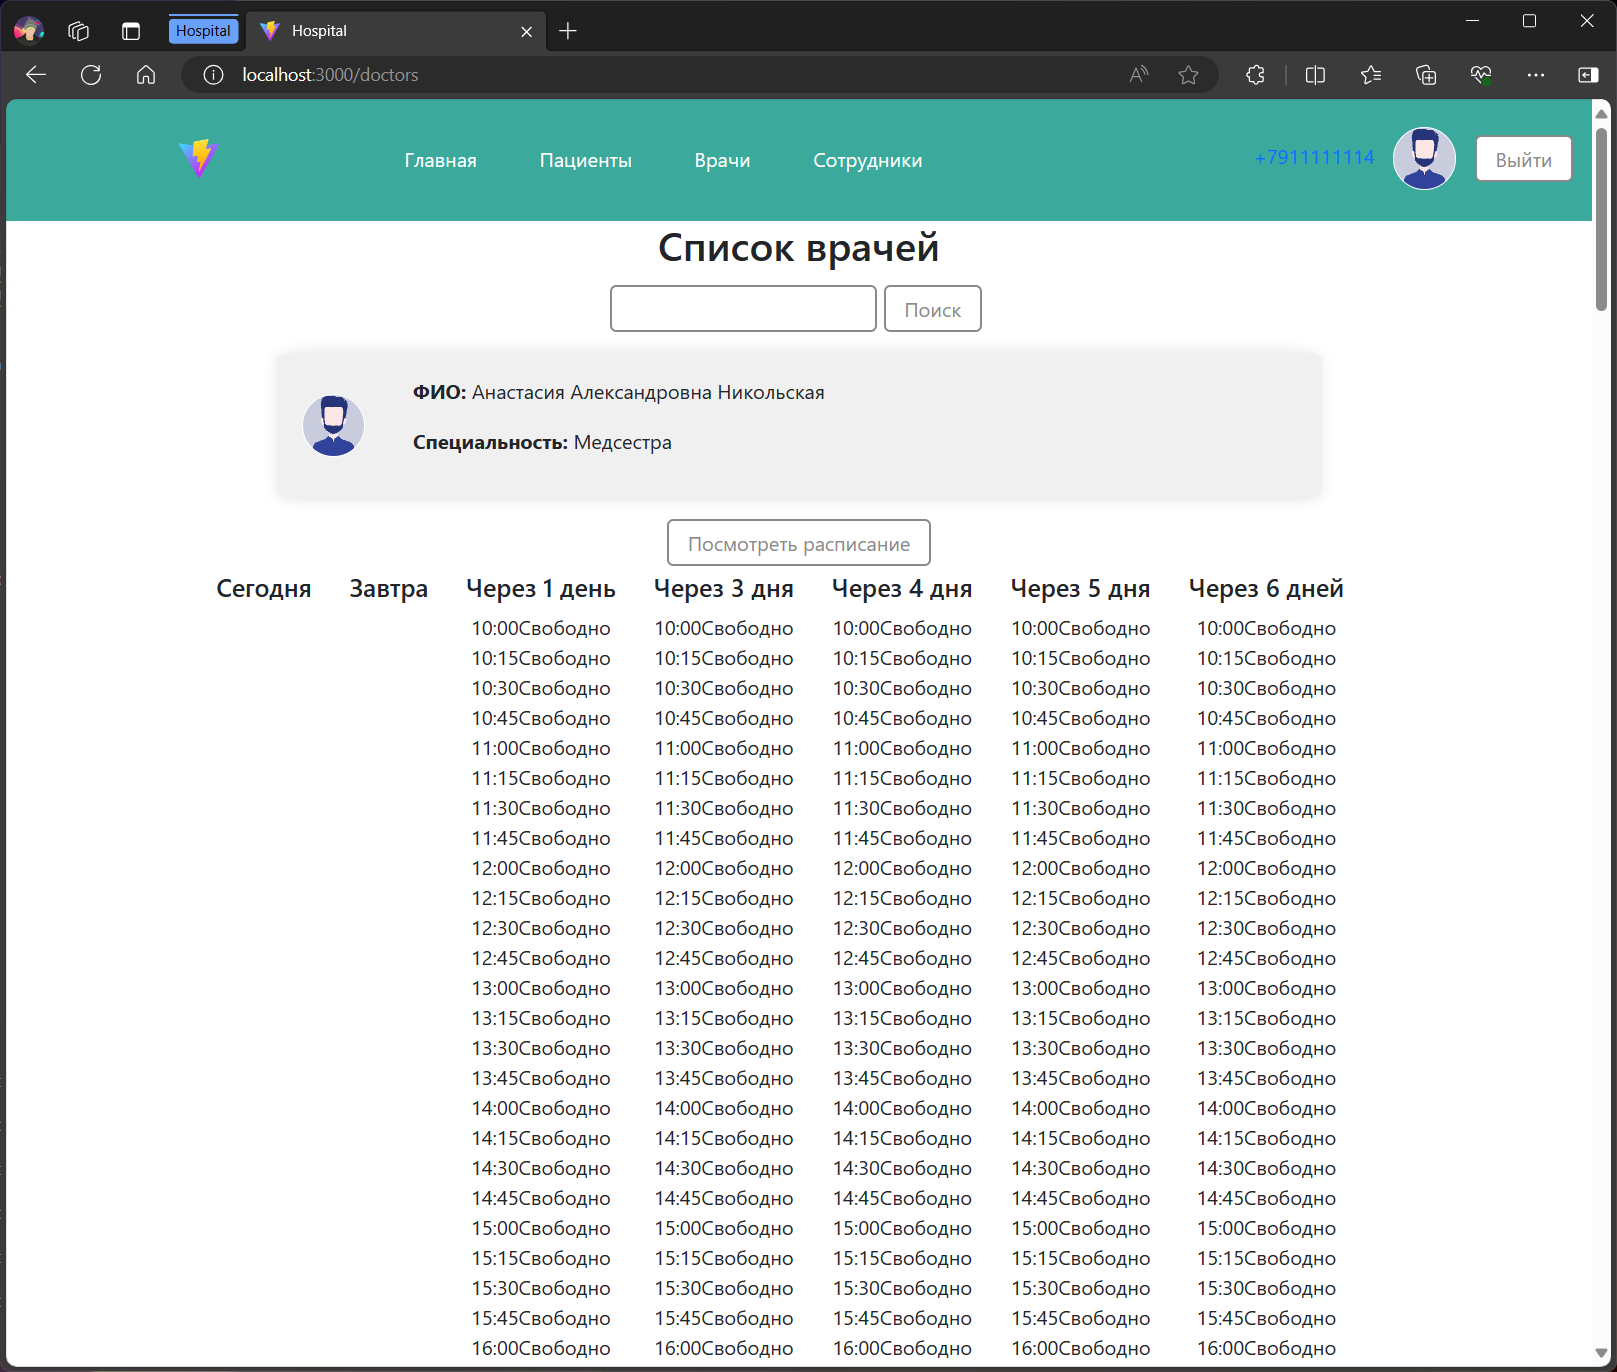 Hospital
Hospital
localhost:3000/doctors
Главная Пациенты Врачи Сотрудники +7911111114 Выйти
Список врачей
Поиск
ФИО: Анастасия Александровна Никольская
Специальность: Медсестра
Посмотреть расписание
Сегодня Завтра Через 1 день Через 3 дня Через 4 дня Через 5 дня Через 6 дней
10:00Свободно 10:00Свободно 10:00Свободно 10:00Свободно 10:00Свободно
10:15Свободно 10:15Свободно 10:15Свободно 10:15Свободно 10:15Свободно
10:30Свободно 10:30Свободно 10:30Свободно 10:30Свободно 10:30Свободно
10:45Свободно 10:45Свободно 10:45Свободно 10:45Свободно 10:45Свободно
11:00Свободно 11:00Свободно 11:00Свободно 11:00Свободно 11:00Свободно
11:15Свободно 11:15Свободно 11:15Свободно 11:15Свободно 11:15Свободно
11:30Свободно 11:30Свободно 11:30Свободно 11:30Свободно 11:30Свободно
11:45Свободно 11:45Свободно 11:45Свободно 11:45Свободно 11:45Свободно
12:00Свободно 12:00Свободно 12:00Свободно 12:00Свободно 12:00Свободно
12:15Свободно 12:15Свободно 12:15Свободно 12:15Свободно 12:15Свободно
12:30Свободно 12:30Свободно 12:30Свободно 12:30Свободно 12:30Свободно
12:45Свободно 12:45Свободно 12:45Свободно 12:45Свободно 12:45Свободно
13:00Свободно 13:00Свободно 13:00Свободно 13:00Свободно 13:00Свободно
13:15Свободно 13:15Свободно 13:15Свободно 13:15Свободно 13:15Свободно
13:30Свободно 13:30Свободно 13:30Свободно 13:30Свободно 13:30Свободно
13:45Свободно 13:45Свободно 13:45Свободно 13:45Свободно 13:45Свободно
14:00Свободно 14:00Свободно 14:00Свободно 14:00Свободно 14:00Свободно
14:15Свободно 14:15Свободно 14:15Свободно 14:15Свободно 14:15Свободно
14:30Свободно 14:30Свободно 14:30Свободно 14:30Свободно 14:30Свободно
14:45Свободно 14:45Свободно 14:45Свободно 14:45Свободно 14:45Свободно
15:00Свободно 15:00Свободно 15:00Свободно 15:00Свободно 15:00Свободно
15:15Свободно 15:15Свободно 15:15Свободно 15:15Свободно 15:15Свободно
15:30Свободно 15:30Свободно 15:30Свободно 15:30Свободно 15:30Свободно
15:45Свободно 15:45Свободно 15:45Свободно 15:45Свободно 15:45Свободно
16:00Свободно 16:00Свободно 16:00Свободно 16:00Свободно 16:00Свободно